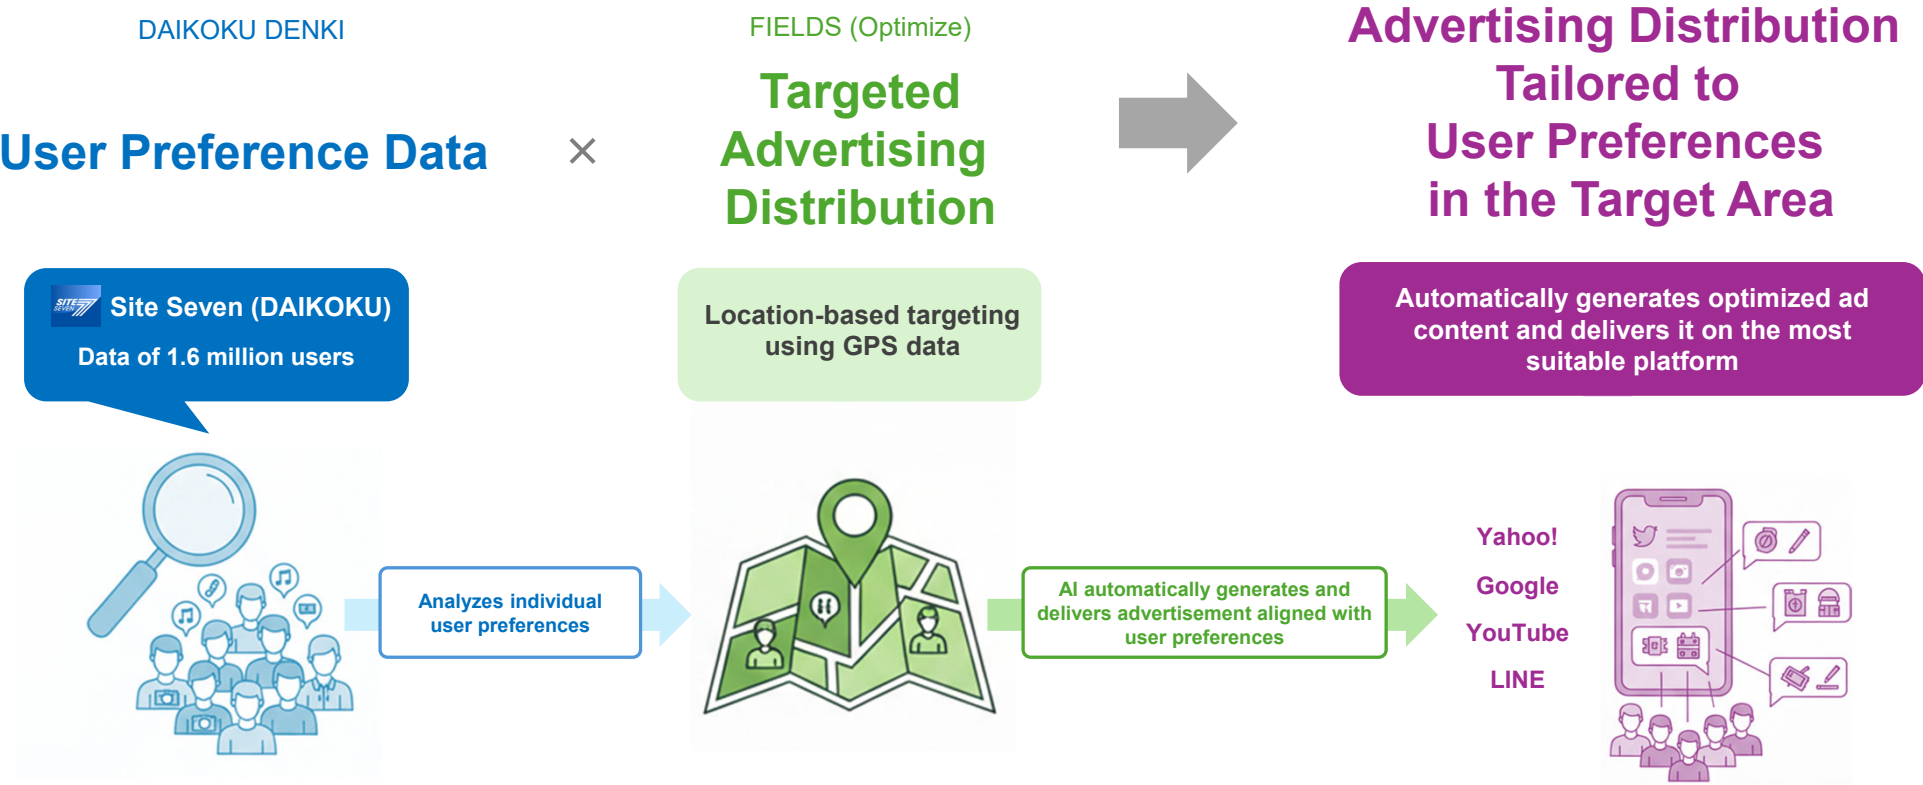 DAIKOKU DENKI
User Preference Data
×
FIELDS (Optimize)
Targeted
Advertising
Distribution
Advertising Distribution
Tailored to
User Preferences
in the Target Area
SITE
SEVEN
Site Seven (DAIKOKU)
Data of 1.6 million users
Location-based targeting
using GPS data
Automatically generates optimized ad
content and delivers it on the most
suitable platform
Analyzes individual
user preferences
AI automatically generates and
delivers advertisement aligned with
user preferences
Yahoo!
Google
YouTube
LINE